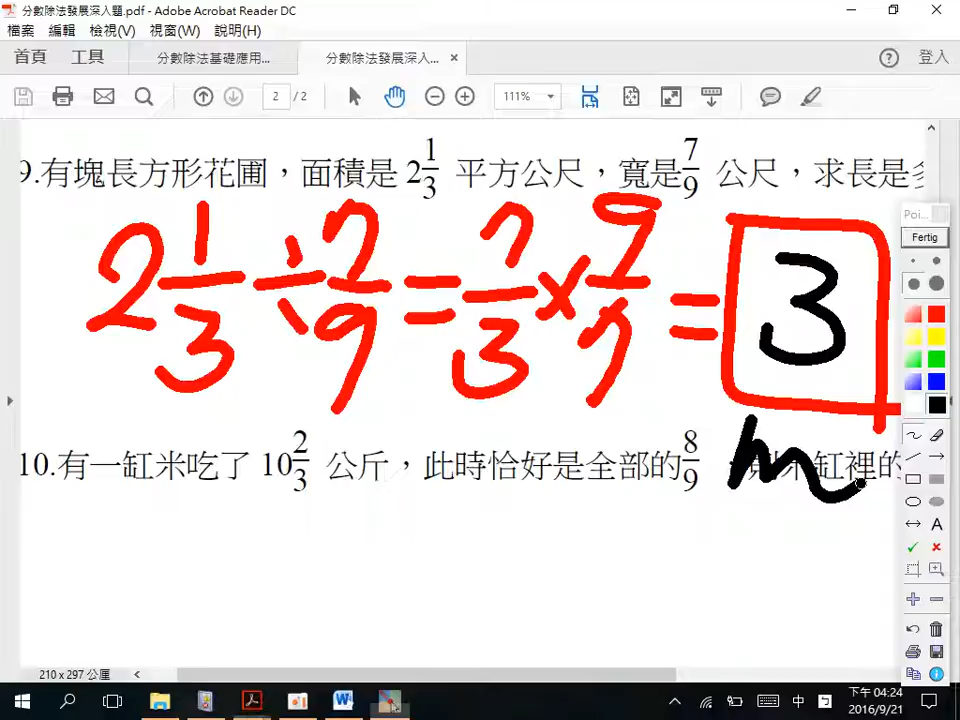 分數除法發展深入題.pdf - Adobe Acrobat Reader DC
檔案 編輯 檢視(V) 視窗(W) 說明(H)
首頁 工具 分數除法基礎應用... 分數除法發展深入... × ? 登入
2 / 2 111%
9.有塊長方形花圃，面積是 2 1/3 平方公尺，寬是 7/9 公尺，求長是
2 1/3 ÷ 7/9 = 7/3 × 9/7 = 3
m
10.有一缸米吃了 10 2/3 公斤，此時恰好是全部的 8/9 ，則米缸裡的
Poi...
Fertig
A
210 x 297 公厘
中
下午 04:24
2016/9/21